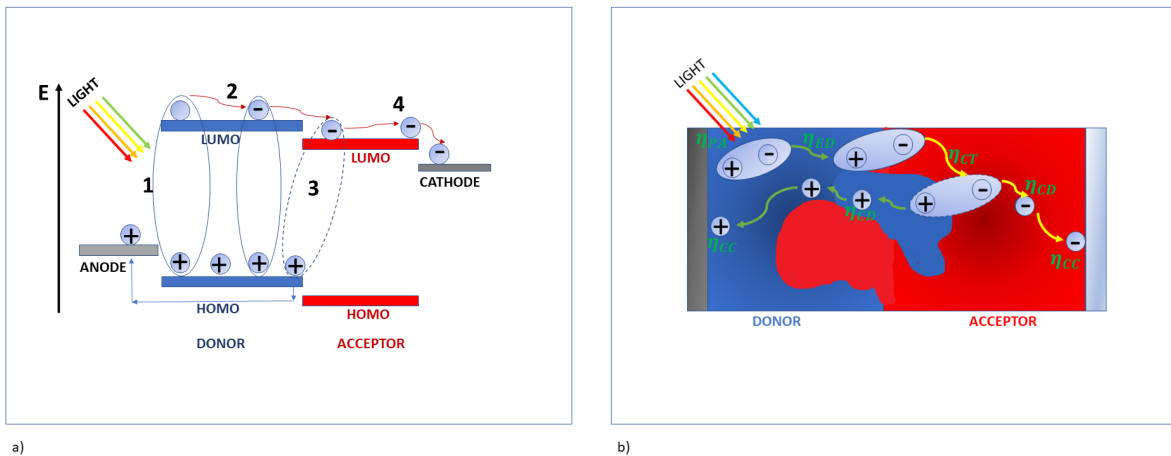 E
LIGHT
2
4
-
-
-
-
LUMO
LUMO
CATHODE
1
3
+
ANODE
+
+
+
+
HOMO
HOMO
DONOR
ACCEPTOR
a)
LIGHT
ηPA
ηED
ηCT
ηCD
ηCD
ηCC
ηCC
+
-
+
-
+
-
+
+
+
-
-
DONOR
ACCEPTOR
b)